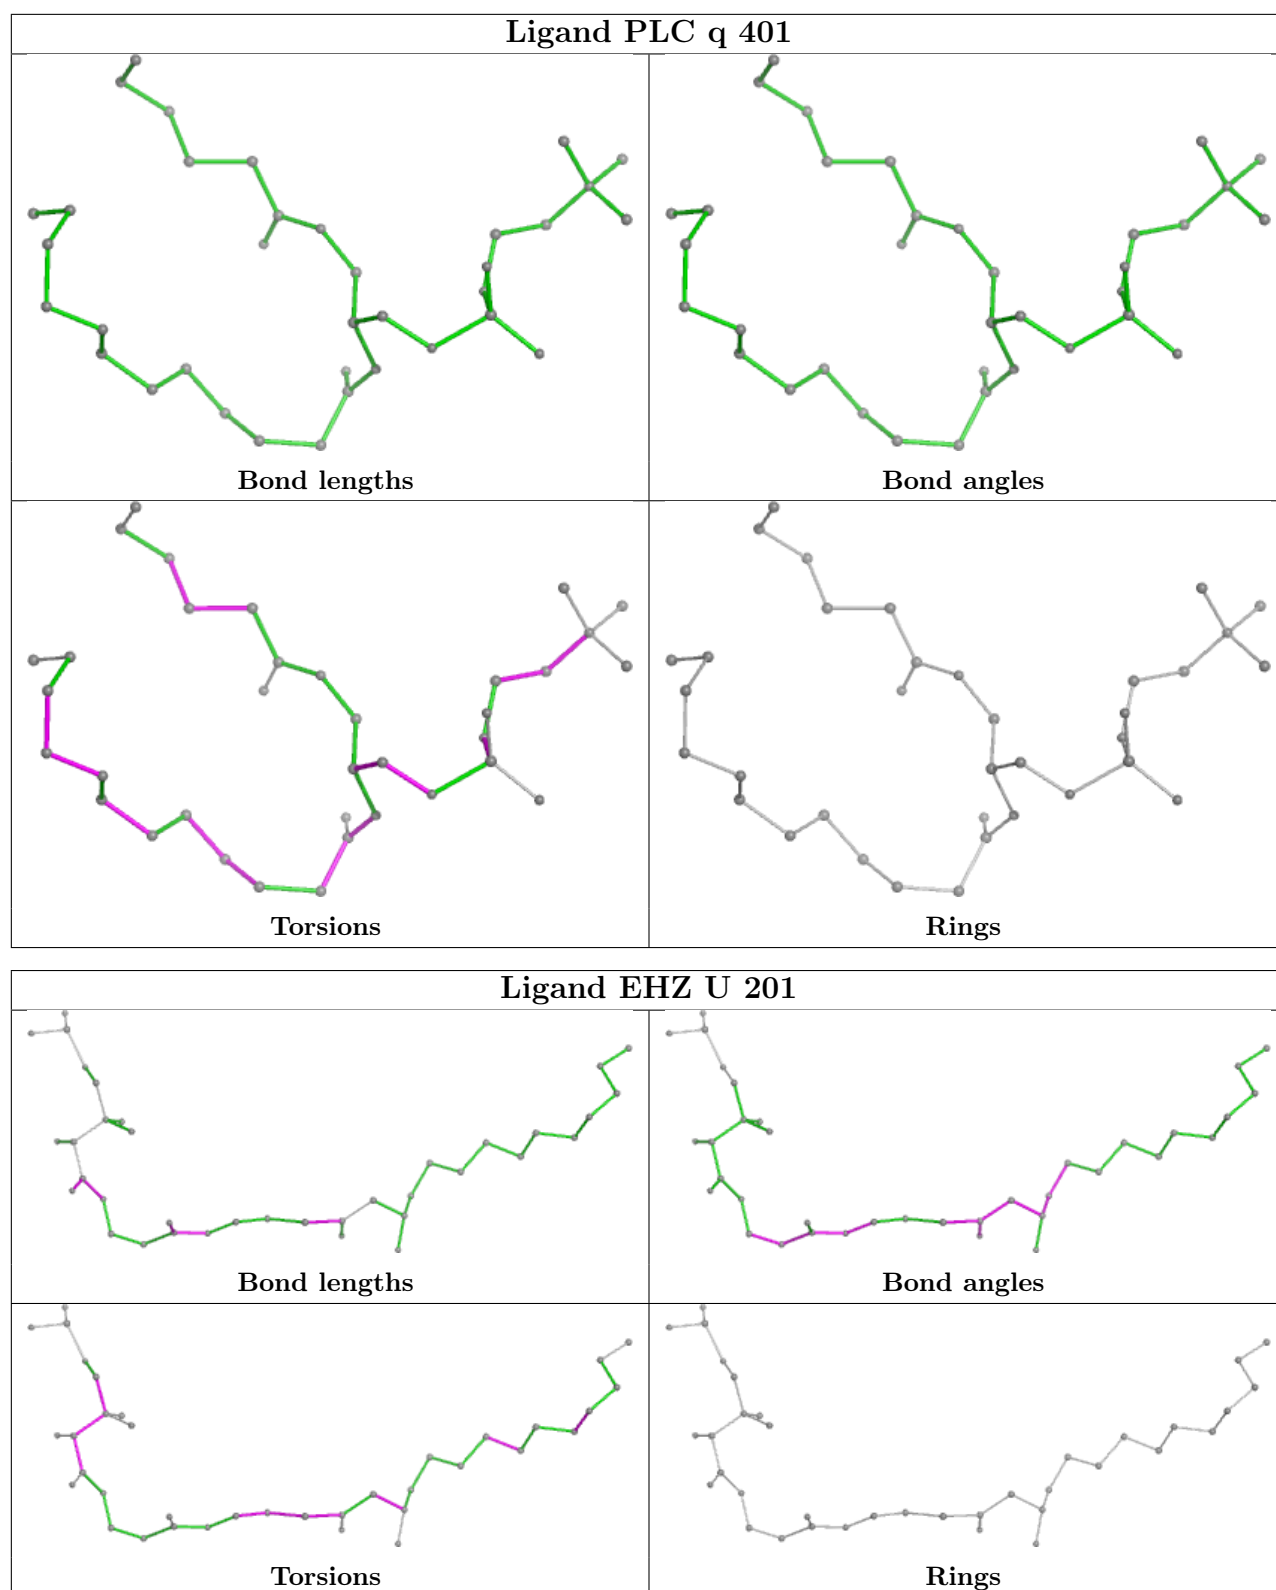 Ligand PLC q 401
Bond lengths
Bond angles
Torsions
Rings
Ligand EHZ U 201
Bond lengths
Bond angles
Torsions
Rings